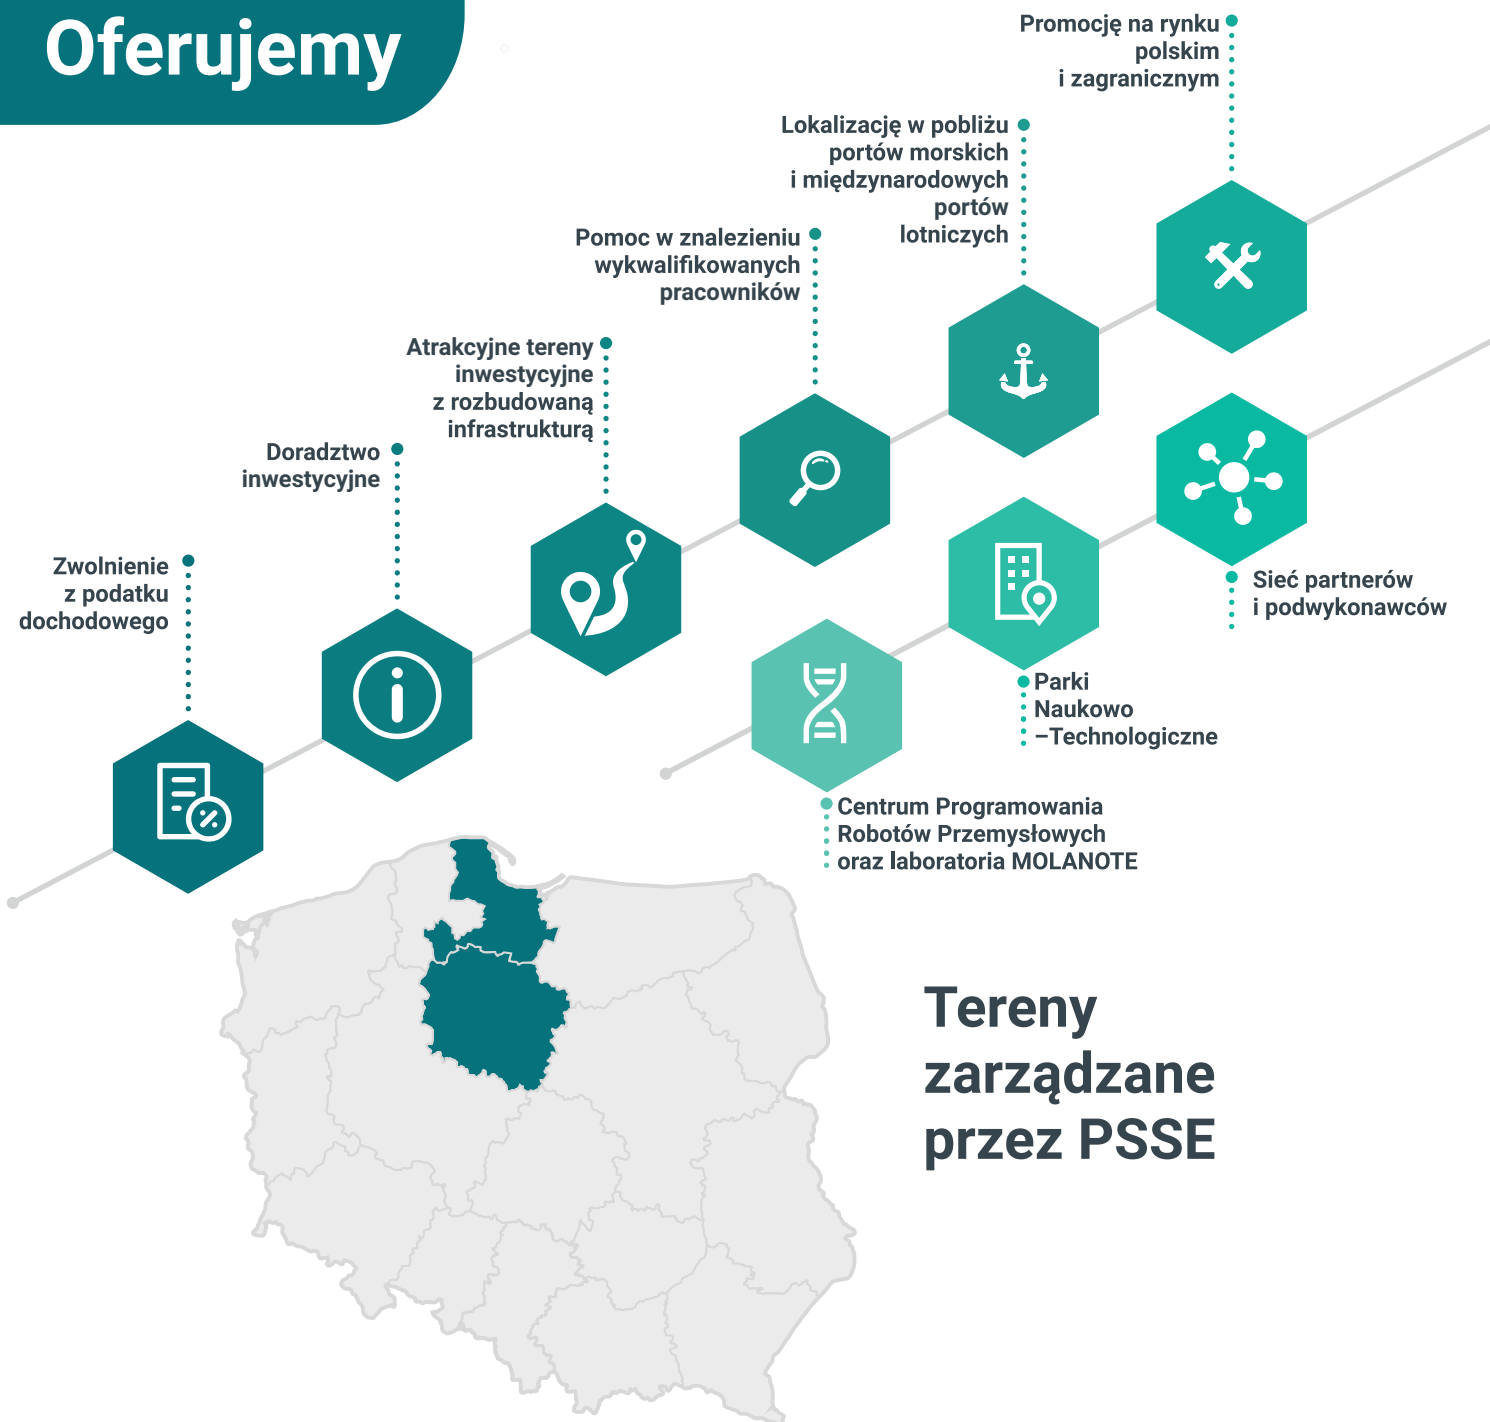 Oferujemy
Promocję na rynku
polskim
i zagranicznym
Lokalizację w pobliżu
portów morskich
i międzynarodowych
portów
lotniczych
Pomoc w znalezieniu
wykwalifikowanych
pracowników
Atrakcyjne tereny
inwestycyjne
z rozbudowaną
infrastrukturą
Doradztwo
inwestycyjne
Zwolnienie
z podatku
dochodowego
Sieć partnerów
i podwykonawców
Parki
Naukowo
–Technologiczne
Centrum Programowania
Robotów Przemysłowych
oraz laboratoria MOLANOTE
Tereny
zarządzane
przez PSSE